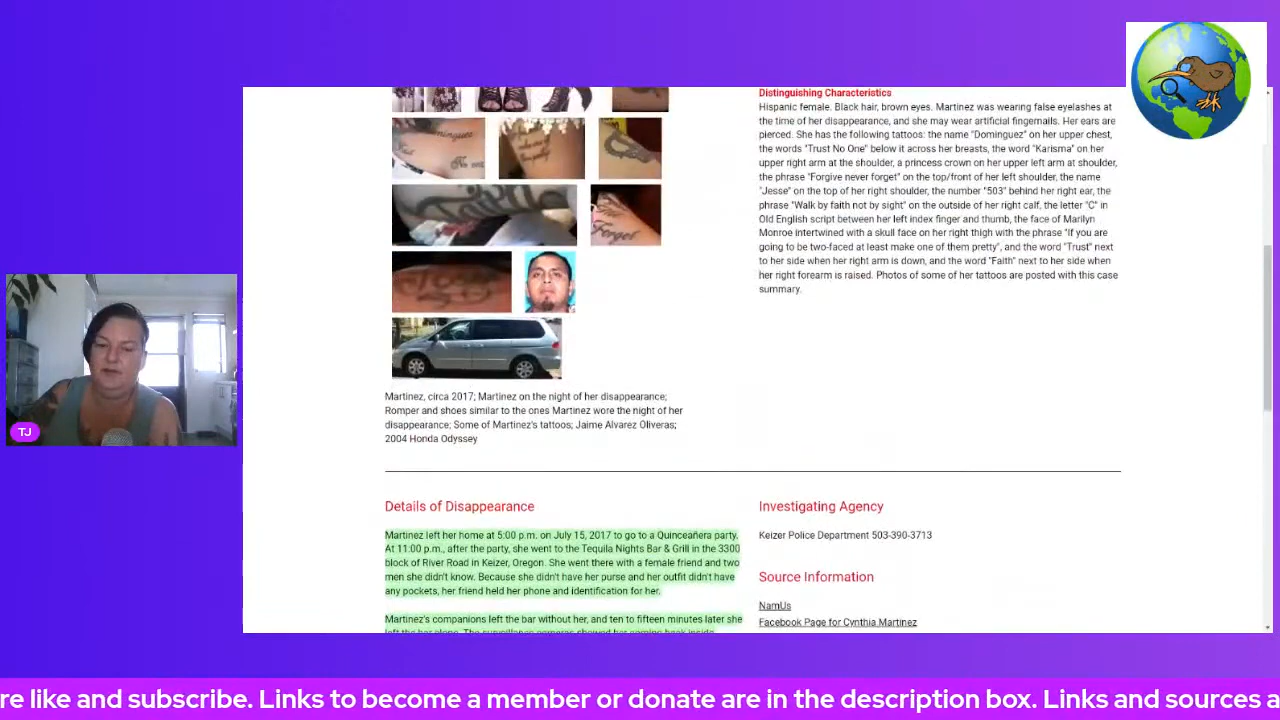 Distinguishing Characteristics
Hispanic female. Black hair, brown eyes. Martinez was wearing false eyelashes at
the time of her disappearance, and she may wear artificial fingernails. Her ears are
pierced. She has the following tattoos: the name "Dominguez" on her upper chest,
the words "Trust No One" below it across her breasts, the word "Karisma" on her
upper right arm at the shoulder, a princess crown on her upper left arm at shoulder,
the phrase "Forgive never forget" on the top/front of her left shoulder, the name
"Jesse" on the top of her right shoulder, the number "503" behind her right ear, the
phrase "Walk by faith not by sight" on the outside of her right calf, the letter "C" in
Old English script between her left index finger and thumb, the face of Marilyn
Monroe intertwined with a skull face on her right thigh with the phrase "If you are
going to be two-faced at least make one of them pretty", and the word "Trust" next
to her side when her right arm is down, and the word "Faith" next to her side when
her right forearm is raised. Photos of some of her tattoos are posted with this case
summary.
Forget
Martinez, circa 2017; Martinez on the night of her disappearance;
Romper and shoes similar to the ones Martinez wore the night of her
disappearance; Some of Martinez's tattoos; Jaime Alvarez Oliveras;
2004 Honda Odyssey
TJ
Details of Disappearance
Martinez left her home at 5:00 p.m. on July 15, 2017 to go to a Quinceañera party.
At 11:00 p.m., after the party, she went to the Tequila Nights Bar & Grill in the 3300
block of River Road in Keizer, Oregon. She went there with a female friend and two
men she didn't know. Because she didn't have her purse and her outfit didn't have
any pockets, her friend held her phone and identification for her.
Martinez's companions left the bar without her, and ten to fifteen minutes later she
left the bar alone. The surveillance cameras showed her coming back inside
Investigating Agency
Keizer Police Department 503-390-3713
Source Information
NamUs
Facebook Page for Cynthia Martinez
re like and subscribe. Links to become a member or donate are in the description box. Links and sources a